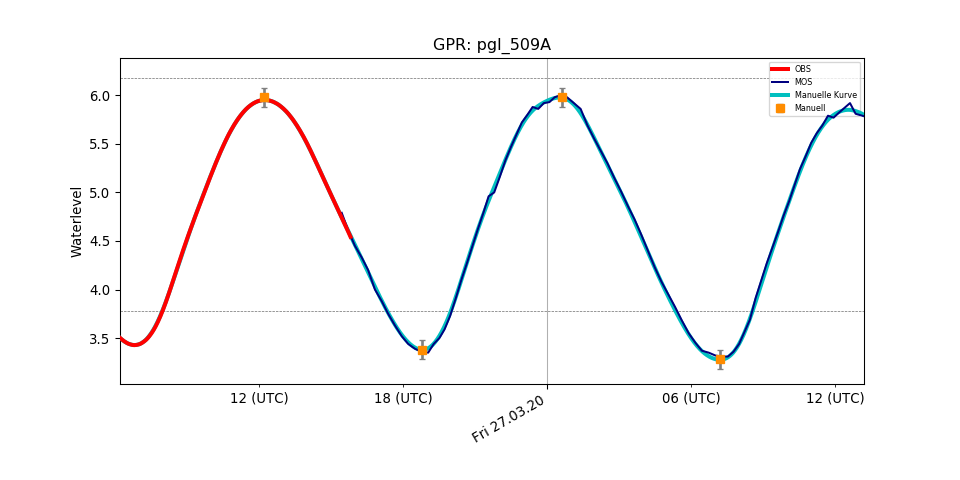 GPR: pgl_509A
OBS
MOS
Manuelle Kurve
Manuell
Waterlevel
6.0
5.5
5.0
4.5
4.0
3.5
12 (UTC)
18 (UTC)
Fri 27.03.20
06 (UTC)
12 (UTC)